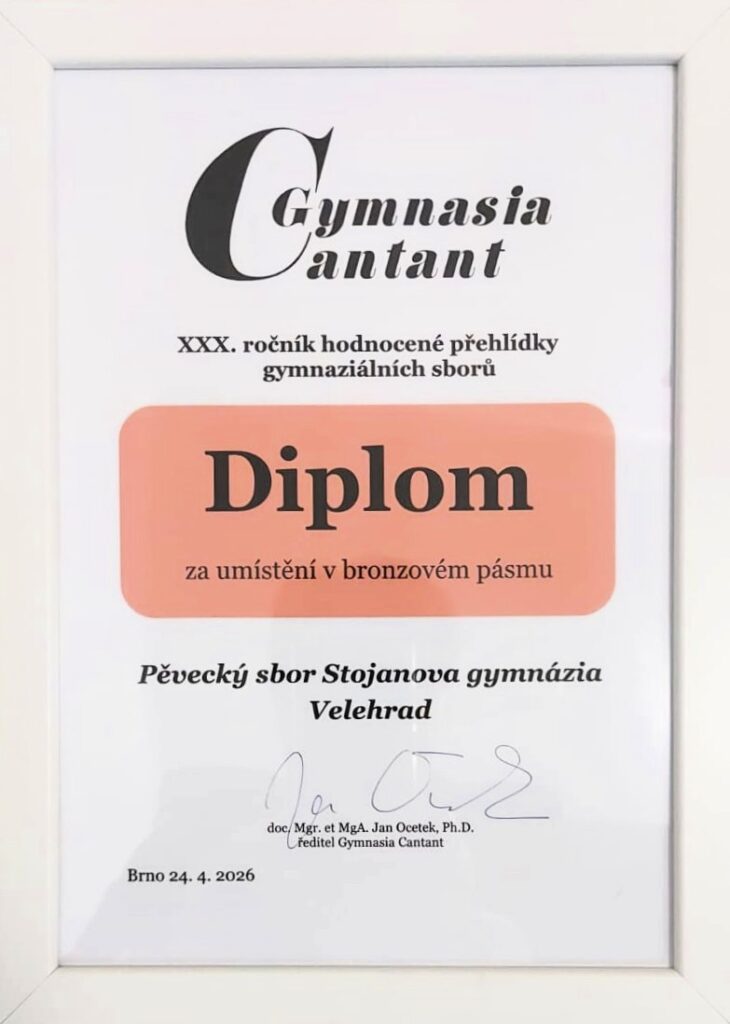 Gymnasia
Cantant
XXX. ročník hodnocené přehlídky
gymnaziálních sborů
Diplom
za umístění v bronzovém pásmu
Pěvecký sbor Stojanova gymnázia
Velehrad
doc. Mgr. et MgA. Jan Ocetek, Ph.D.
ředitel Gymnasia Cantant
Brno 24. 4. 2026